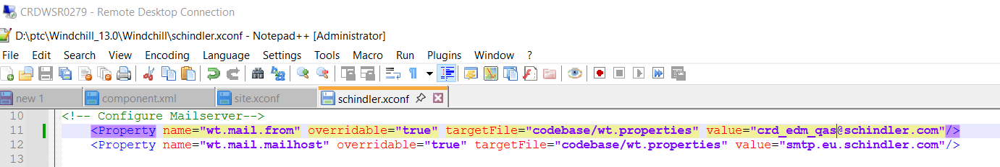 CRDWSR0279 - Remote Desktop Connection
D:\ptc\Windchill_13.0\Windchill\schindler.xconf - Notepad++ [Administrator]
File Edit Search View Encoding Language Settings Tools Macro Run Plugins Window ?
new 1 component.xml site.xconf schindler.xconf
10 <!-- Configure Mailserver-->
11 <Property name="wt.mail.from" overridable="true" targetFile="codebase/wt.properties" value="crd_edm_qas@schindler.com"/>
12 <Property name="wt.mail.mailhost" overridable="true" targetFile="codebase/wt.properties" value="smtp.eu.schindler.com"/>
13